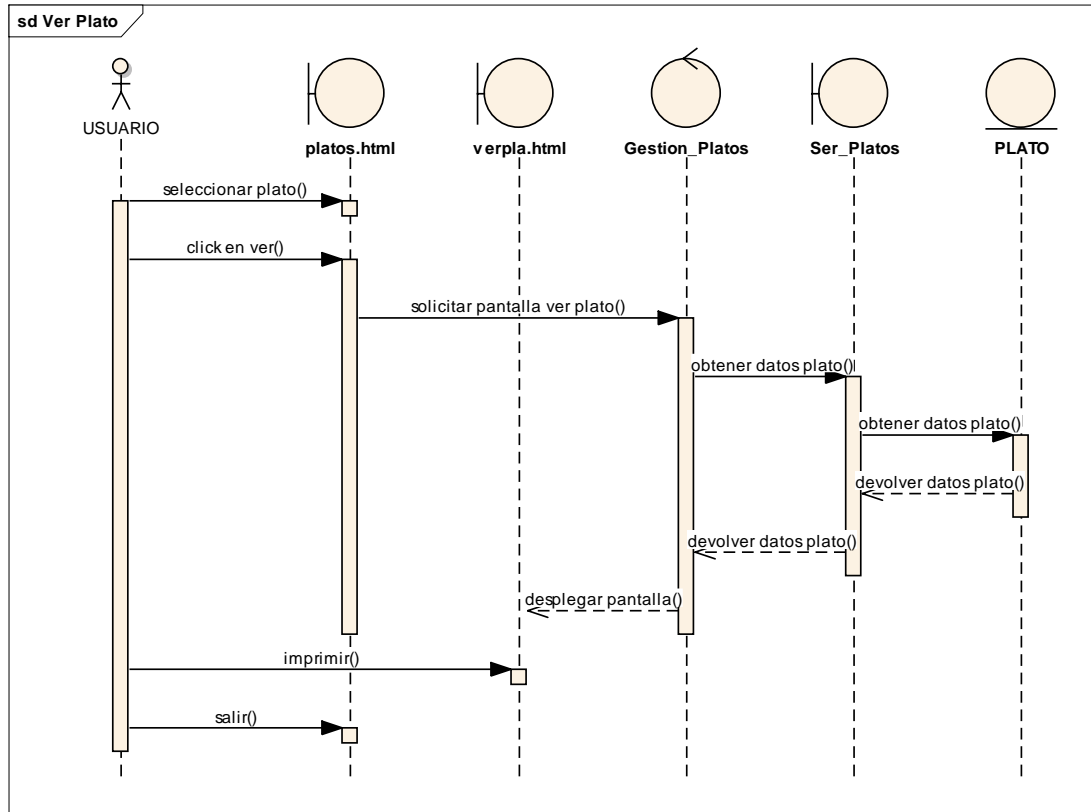 sd Ver Plato
USUARIO
platos.html
verpla.html
Gestion_Platos
Ser_Platos
PLATO
seleccionar plato()
click en ver()
solicitar pantalla ver plato()
obtener datos plato()
obtener datos plato()
devolver datos plato()
devolver datos plato()
desplegar pantalla()
imprimir()
salir()